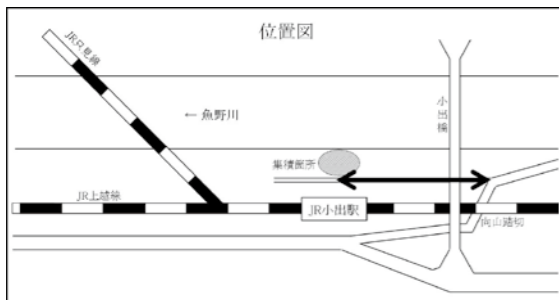 位置図
JR只見線
← 魚野川
小出橋
集積箇所
JR上越線
JR小出駅
向山踏切